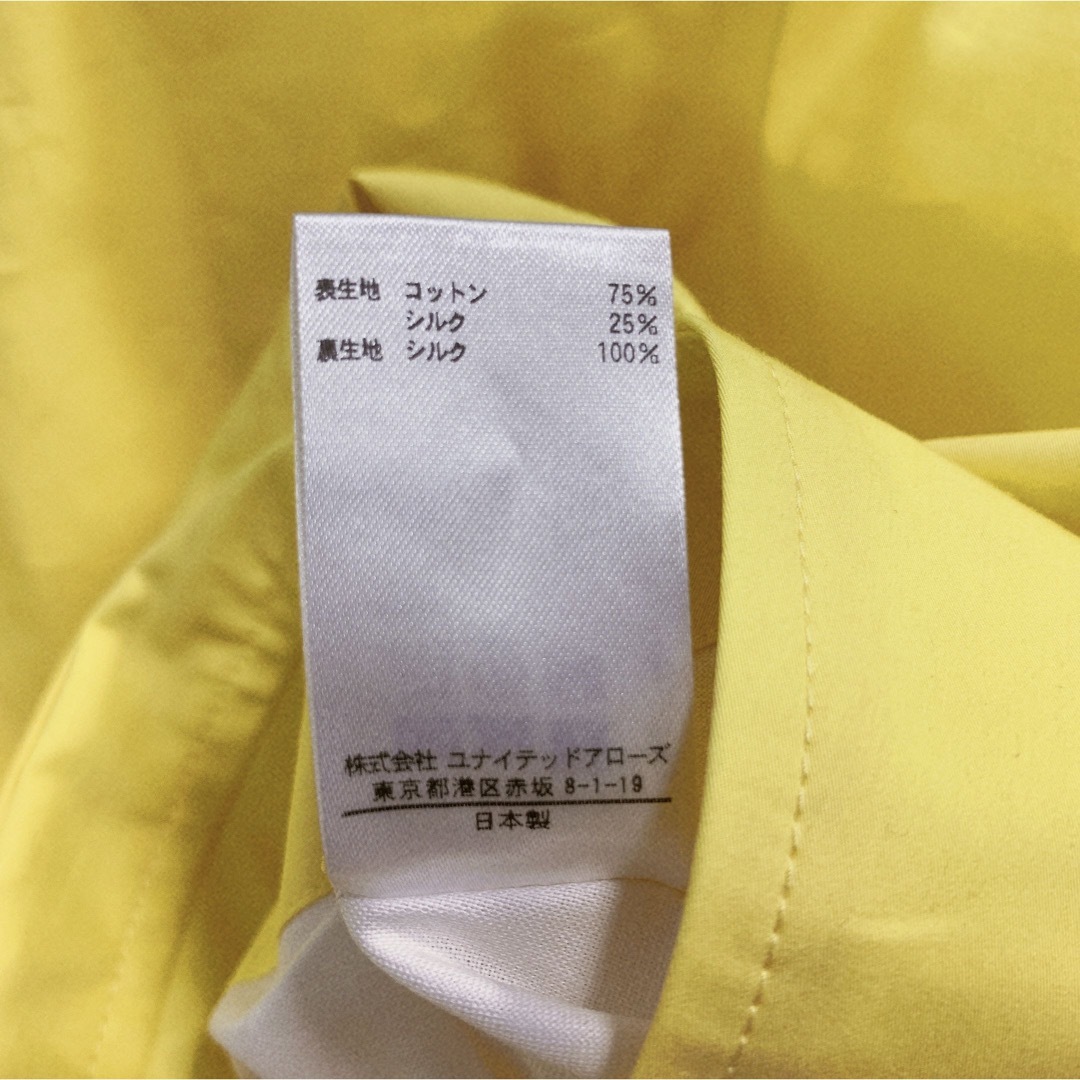 表生地 コットン 75%
シルク 25%
裏生地 シルク 100%
株式会社 ユナイテッドアローズ
東京都港区赤坂 8-1-19
日本製